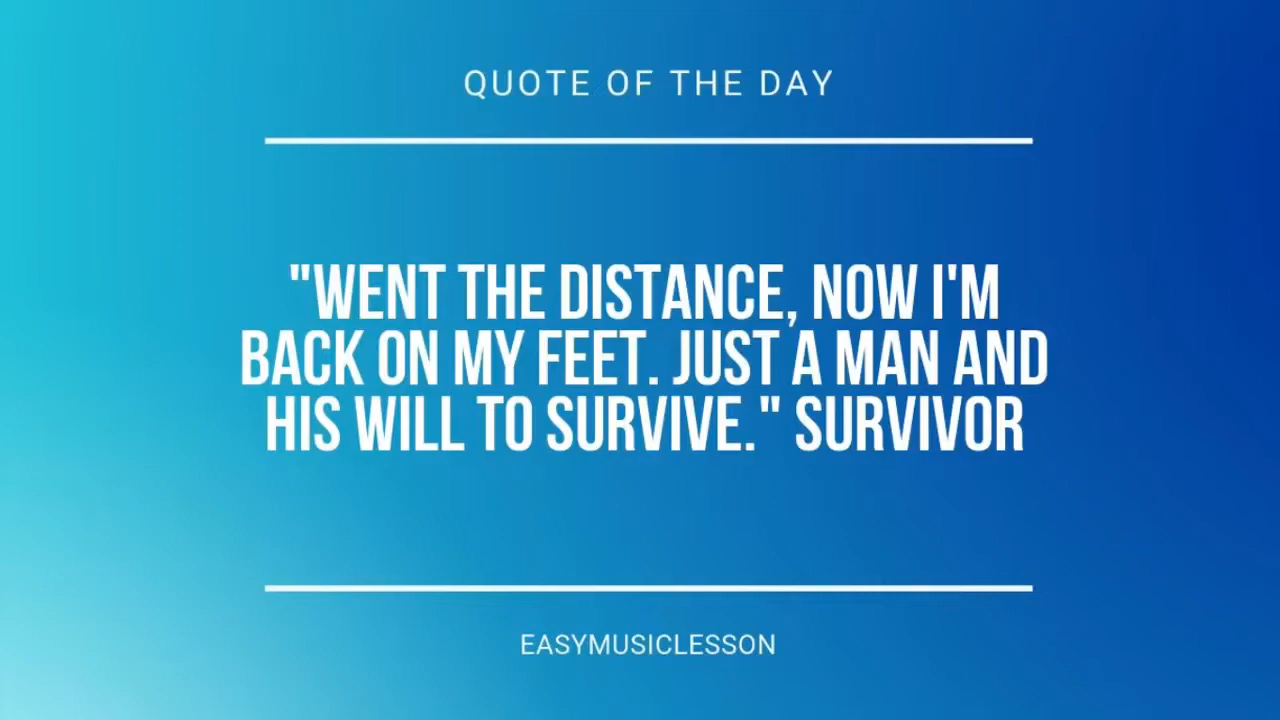 QUOTE OF THE DAY
"WENT THE DISTANCE, NOW I'M
BACK ON MY FEET. JUST A MAN AND
HIS WILL TO SURVIVE." SURVIVOR
EASYMUSICLESSON